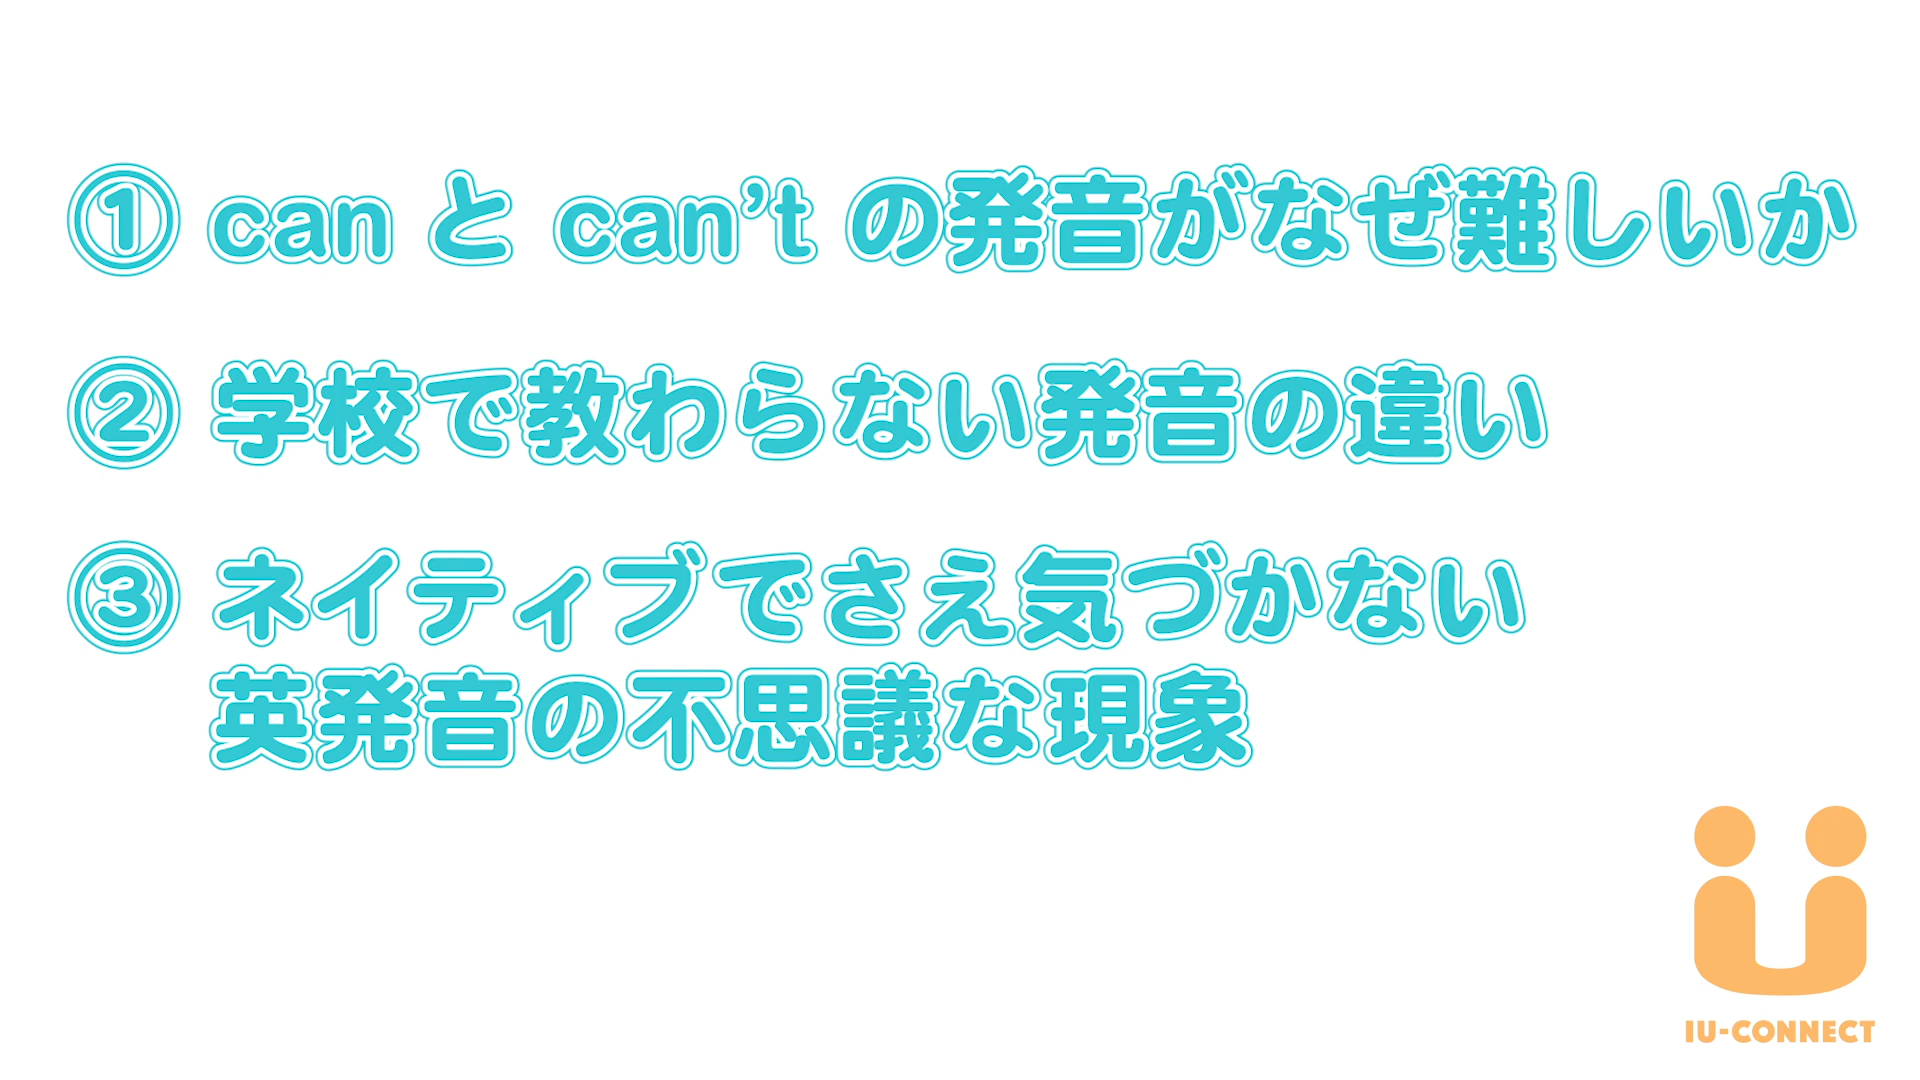 ① can と can’t の発音がなぜ難しいか
② 学校で教わらない発音の違い
③ ネイティブでさえ気づかない
英発音の不思議な現象
IU-CONNECT